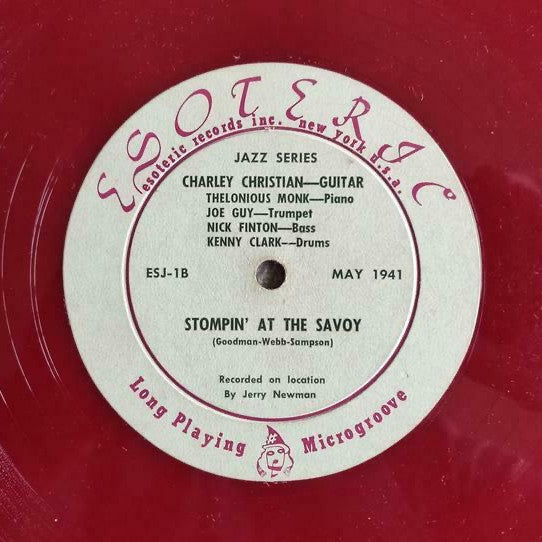 ESOTERIC
esoteric records inc. new york u.s.a.
JAZZ SERIES
CHARLEY CHRISTIAN—GUITAR
THELONIOUS MONK—Piano
JOE GUY—Trumpet
NICK FINTON—Bass
KENNY CLARK—Drums
ESJ-1B MAY 1941
STOMPIN' AT THE SAVOY
(Goodman-Webb-Sampson)
Recorded on location
By Jerry Newman
Long Playing Microgroove